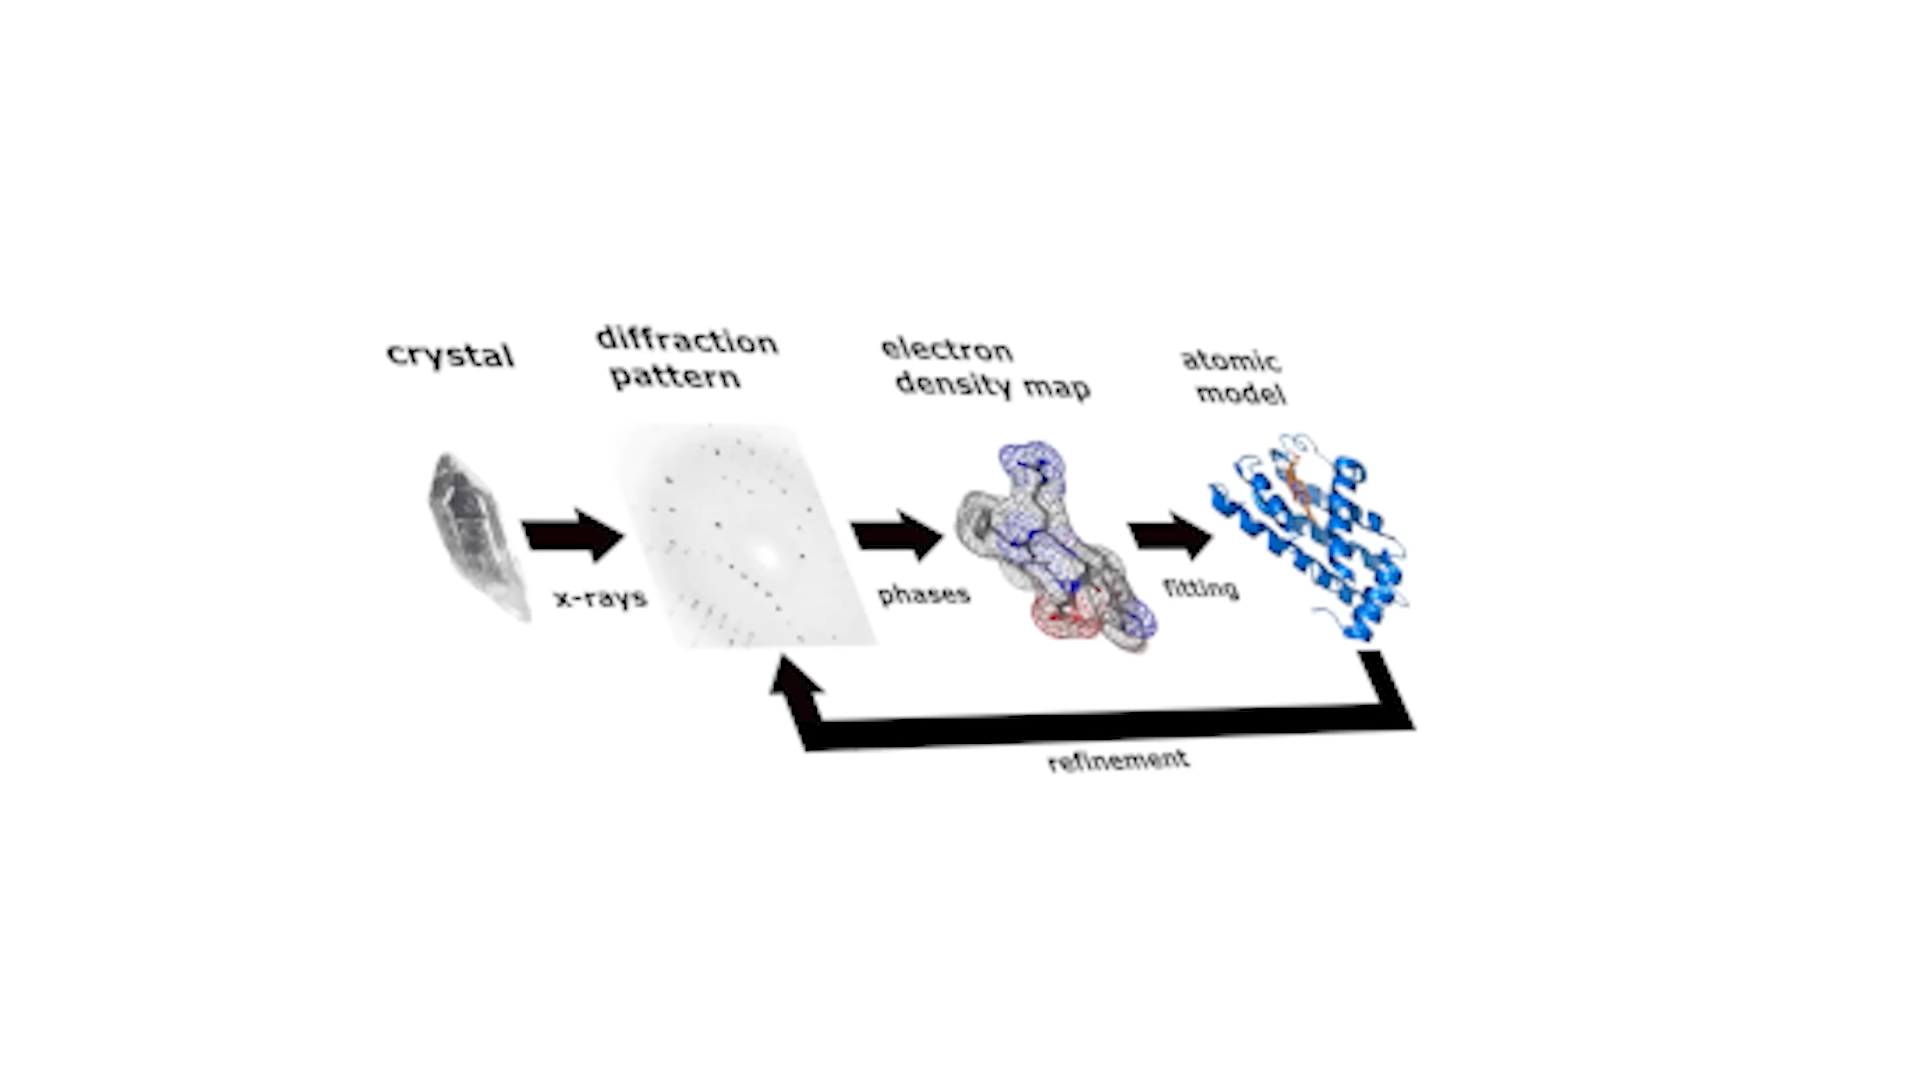 crystal
diffraction
pattern
electron
density map
atomic
model
x-rays
phases
fitting
refinement